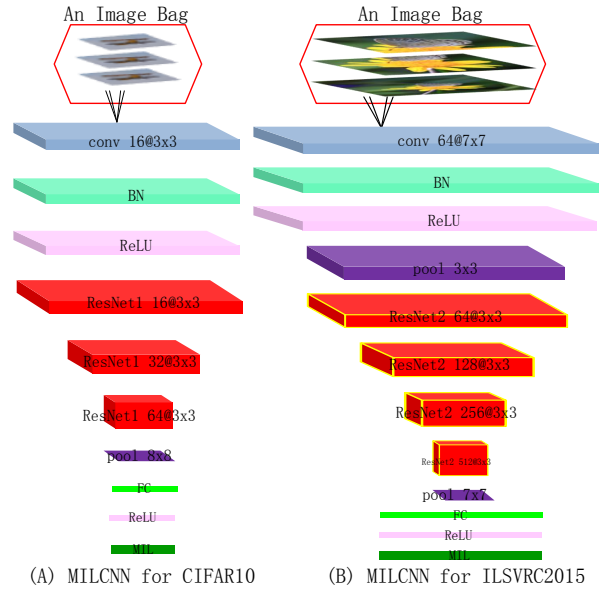 An Image Bag
conv 16@3x3
BN
ReLU
ResNet1 16@3x3
ResNet1 32@3x3
ResNet1 64@3x3
pool 8x8
FC
ReLU
MIL
(A) MILCNN for CIFAR10
An Image Bag
conv 64@7x7
BN
ReLU
pool 3x3
ResNet2 64@3x3
ResNet2 128@3x3
ResNet2 256@3x3
ResNet2 512@3x3
pool 7x7
FC
ReLU
MIL
(B) MILCNN for ILSVRC2015